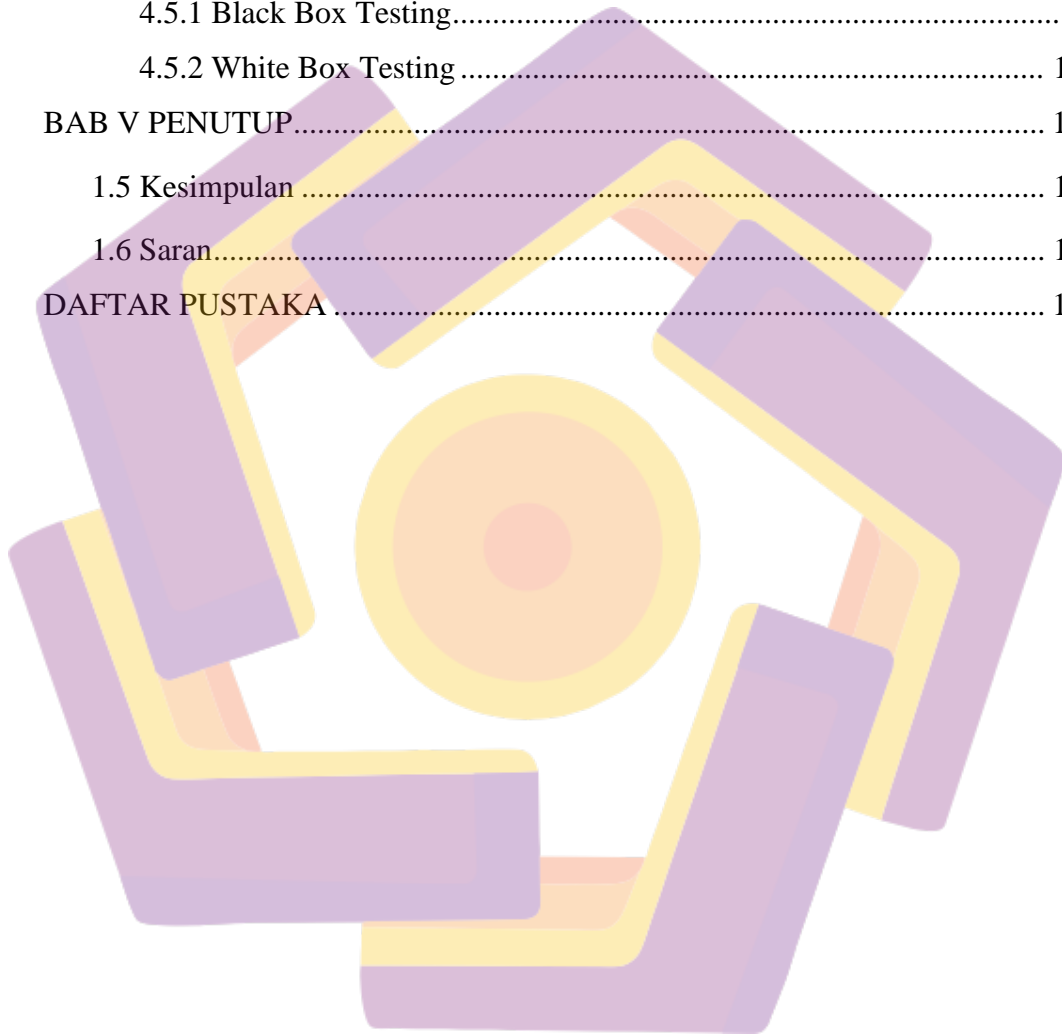 4.5.1 Black Box Testing..........................................................................
4.5.2 White Box Testing .......................................................................... 1
BAB V PENUTUP................................................................................................ 1
1.5 Kesimpulan ............................................................................................... 1
1.6 Saran.......................................................................................................... 1
DAFTAR PUSTAKA ........................................................................................... 1